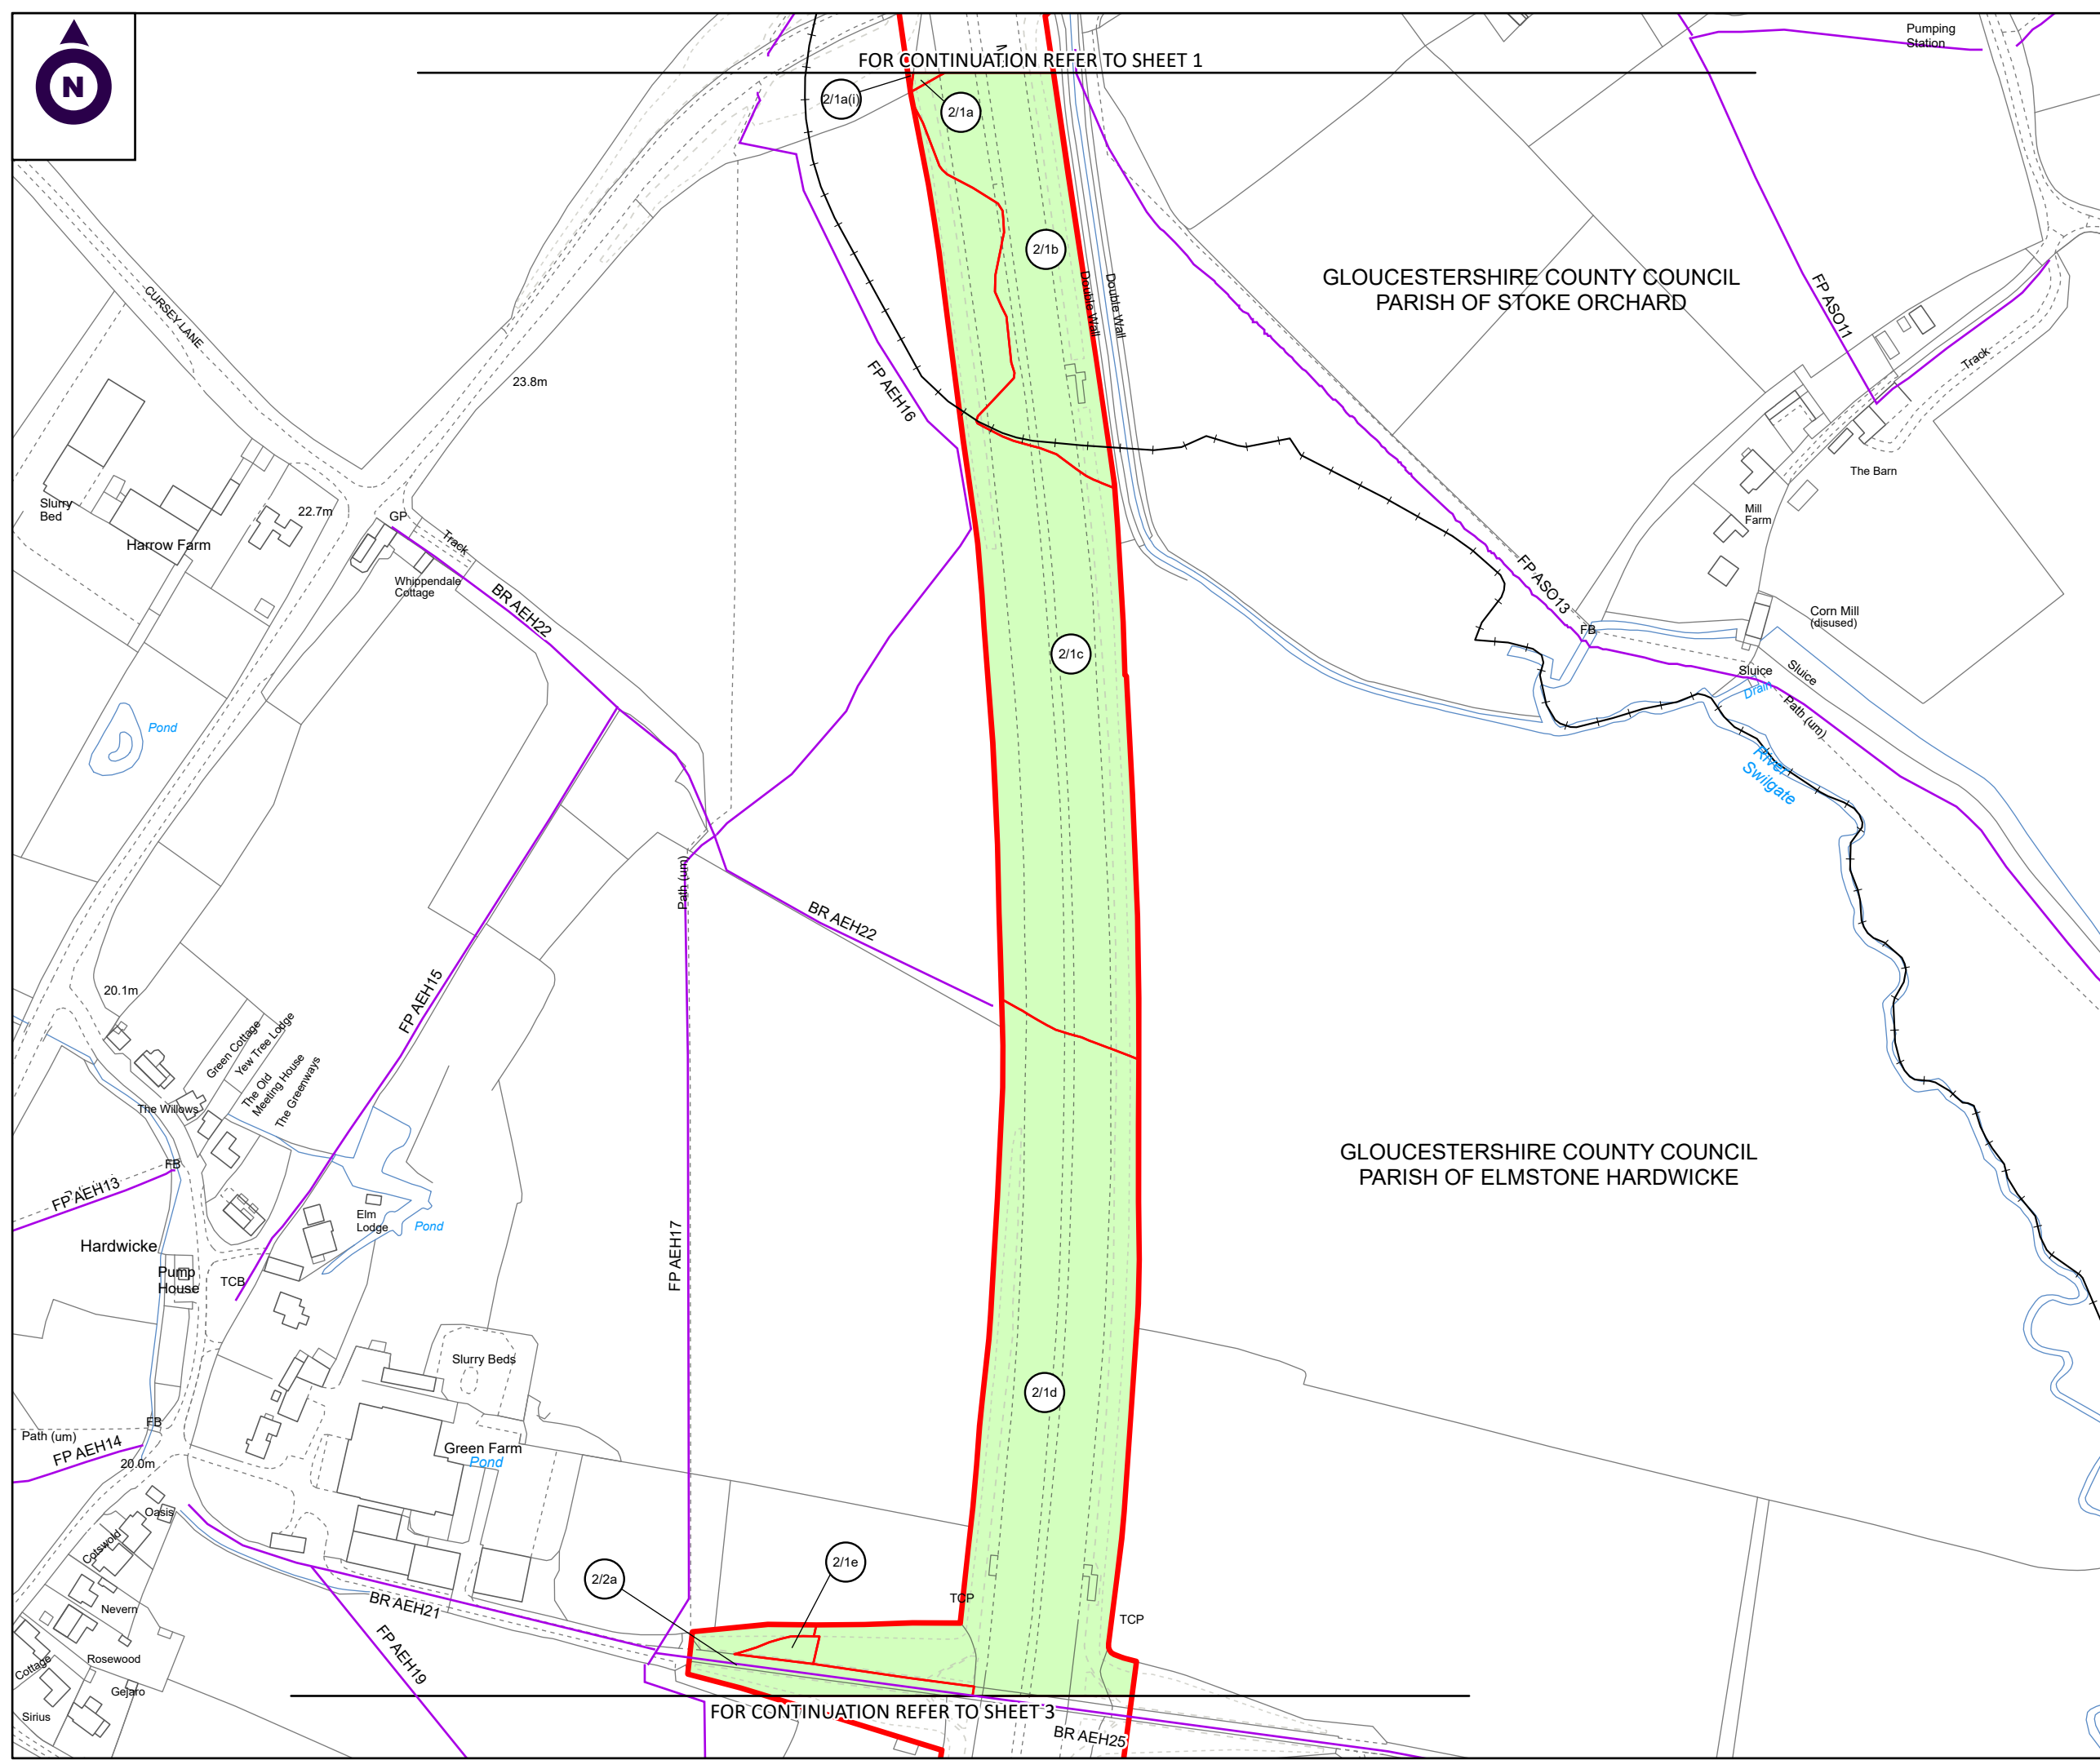 N
FOR CONTINUATION REFER TO SHEET 1
Pumping
Station
2/1a(i)
2/1a
2/1b
Double Wall
Double Wall
GLOUCESTERSHIRE COUNTY COUNCIL
PARISH OF STOKE ORCHARD
FP ASO11
Track
CURSEY LANE
23.8m
FP AEH16
The Barn
Mill
Farm
Slurry
Bed
22.7m
Harrow Farm
GP
Track
Whippendale
Cottage
BR AEH22
FP ASO13
FB
Corn Mill
(disused)
2/1c
Sluice
Sluice
Drain
Path (um)
River
Swilgate
Pond
Path (um)
BR AEH22
FP AEH15
20.1m
Green Cottage
Yew Tree Lodge
The Old
Meeting House
The Greenways
The Willows
FB
FP AEH13
GLOUCESTERSHIRE COUNTY COUNCIL
PARISH OF ELMSTONE HARDWICKE
Elm
Lodge
Pond
Hardwicke
Pump
House
TCB
FP AEH17
Slurry Beds
2/1d
FB
Path (um)
FP AEH14
20.0m
Green Farm
Pond
Oasis
Cotswold
2/2a
2/1e
TCP
TCP
Nevern
BR AEH21
FP AEH19
Rosewood
Cottage
Gejaro
Sirius
FOR CONTINUATION REFER TO SHEET 3
BR AEH25